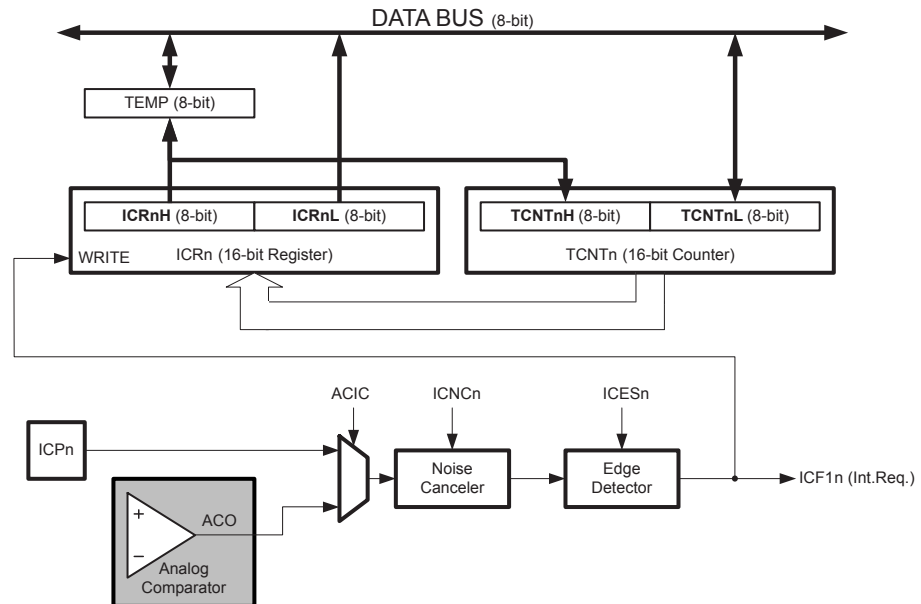 DATA BUS (8-bit)
TEMP (8-bit)
ICRnH (8-bit)
ICRnL (8-bit)
TCNTnH (8-bit)
TCNTnL (8-bit)
WRITE
ICRn (16-bit Register)
TCNTn (16-bit Counter)
ACIC
ICNCn
ICESn
ICPn
Noise
Canceler
Edge
Detector
ICF1n (Int.Req.)
+
ACO
−
Analog
Comparator